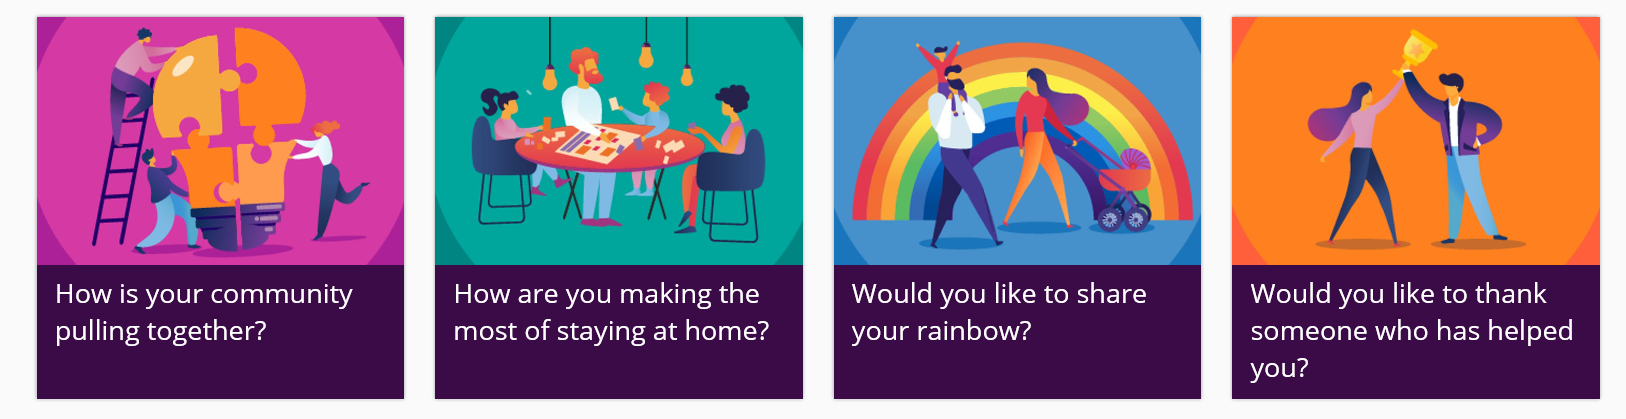 How is your community
pulling together?
How are you making the
most of staying at home?
Would you like to share
your rainbow?
Would you like to thank
someone who has helped
you?